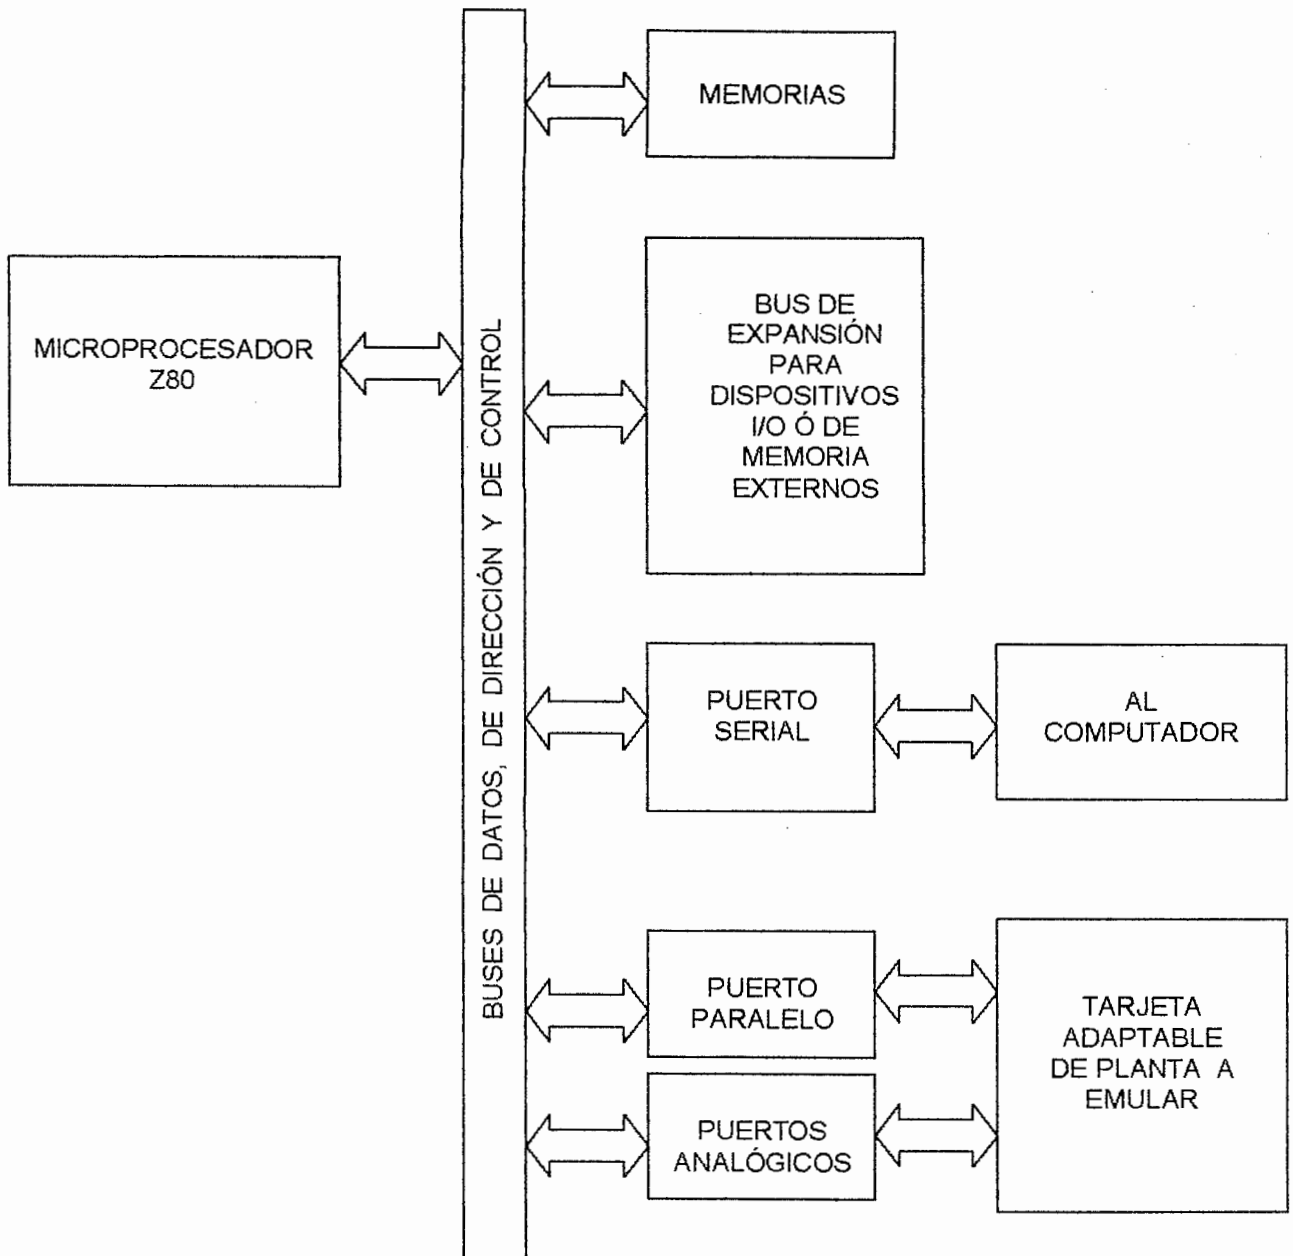 MEMORIAS
MICROPROCESADOR
Z80
BUSES DE DATOS, DE DIRECCIÓN Y DE CONTROL
BUS DE
EXPANSIÓN
PARA
DISPOSITIVOS
I/O Ó DE
MEMORIA
EXTERNOS
PUERTO
SERIAL
AL
COMPUTADOR
PUERTO
PARALELO
PUERTOS
ANALÓGICOS
TARJETA
ADAPTABLE
DE PLANTA A
EMULAR